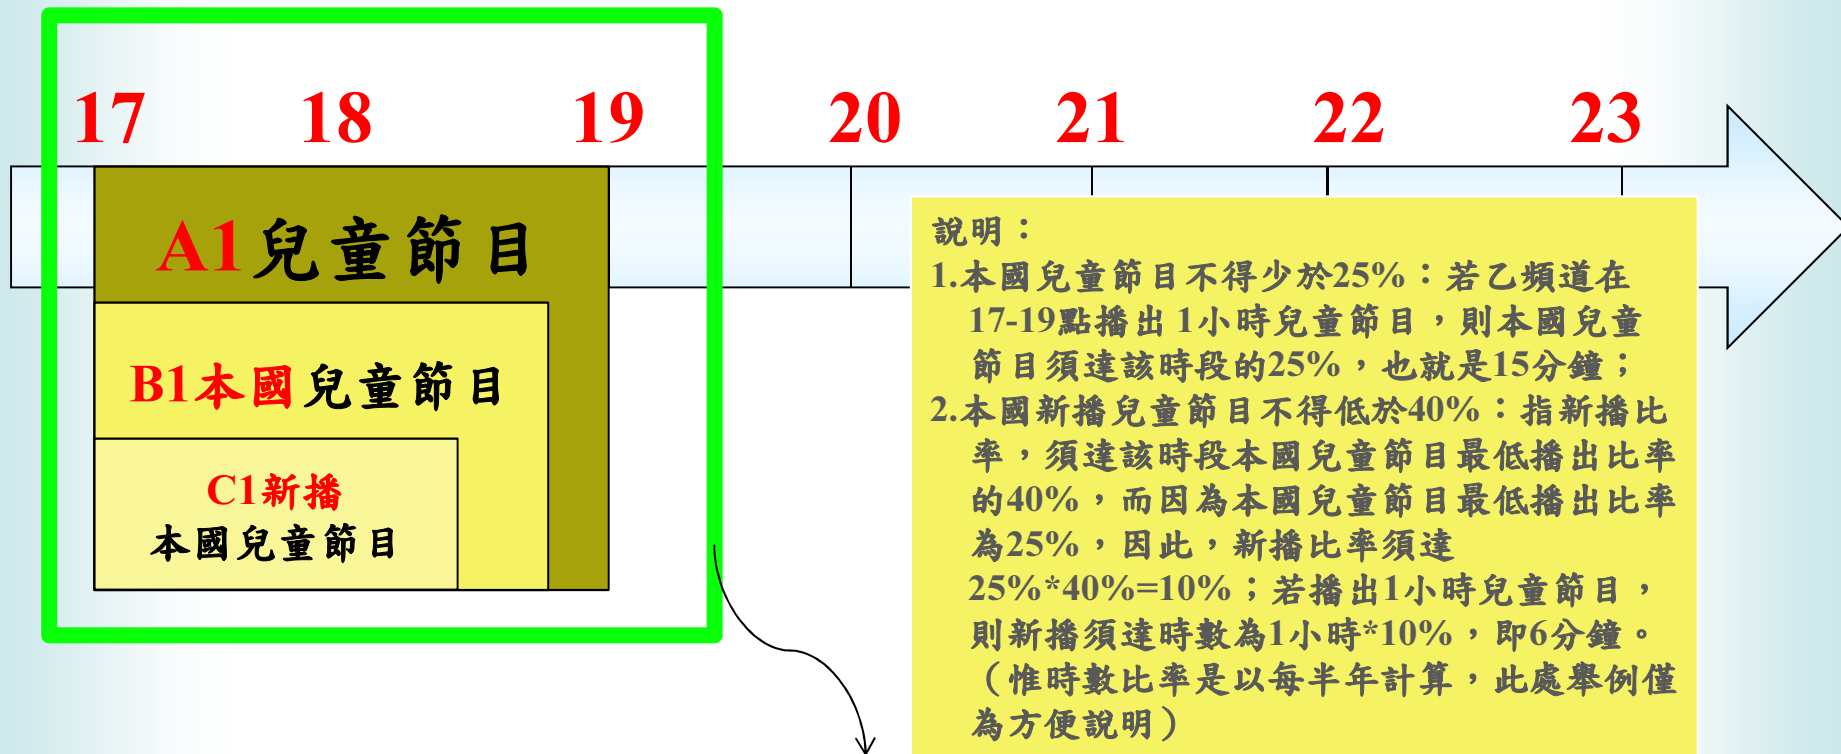 17 18 19 20 21 22 23
A1兒童節目
B1本國兒童節目
C1新播
本國兒童節目
說明：
1.本國兒童節目不得少於25%：若乙頻道在
17-19點播出 1小時兒童節目，則本國兒童
節目須達該時段的25%，也就是15分鐘；
2.本國新播兒童節目不得低於40%：指新播比
率，須達該時段本國兒童節目最低播出比率
的40%，而因為本國兒童節目最低播出比率
為25%，因此，新播比率須達
25%*40%=10%；若播出1小時兒童節目，
則新播須達時數為1小時*10%，即6分鐘。
（惟時數比率是以每半年計算，此處舉例僅
為方便說明）